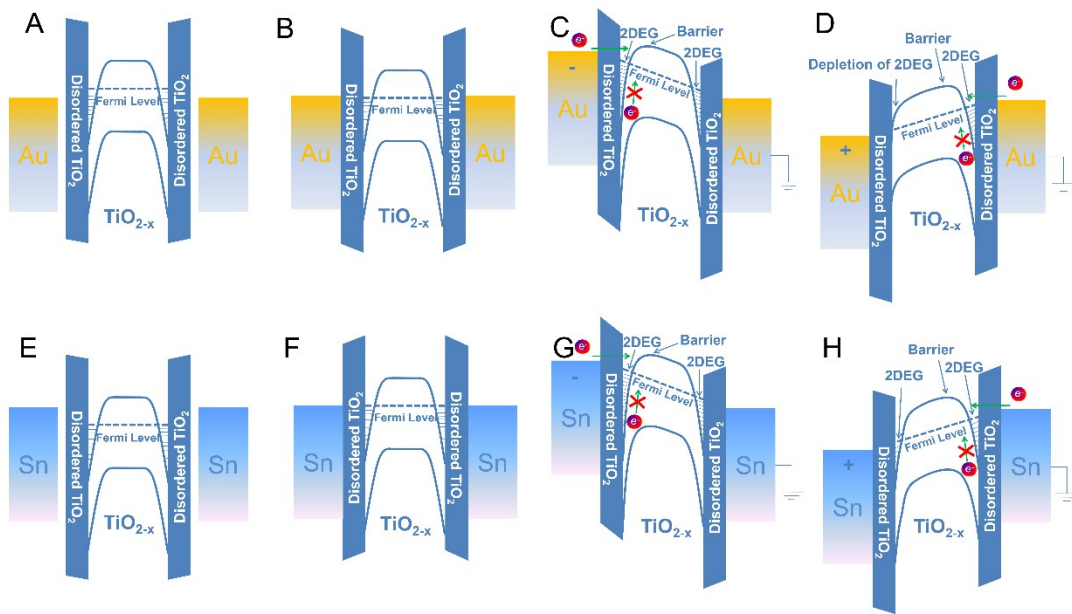 A
Disordered TiO2
Disordered TiO2
Fermi Level
Au
Au
TiO2-x
B
Disordered TiO2
Disordered TiO2
Fermi Level
Au
Au
TiO2-x
C
e-
2DEG
Barrier
2DEG
-
Au
Disordered TiO2
Fermi Level
e-
Disordered TiO2
Au
TiO2-x
D
Barrier
2DEG
Depletion of 2DEG
e-
Fermi Level
+
Au
Disordered TiO2
e-
Disordered TiO2
Au
TiO2-x
E
Disordered TiO2
Disordered TiO2
Fermi Level
Sn
Sn
TiO2-x
F
Disordered TiO2
Disordered TiO2
Fermi Level
Sn
Sn
TiO2-x
G
e-
2DEG
Barrier
2DEG
-
Sn
Disordered TiO2
Fermi Level
e-
Disordered TiO2
Sn
TiO2-x
H
Barrier
2DEG
2DEG
e-
Fermi Level
+
Sn
Disordered TiO2
e-
Disordered TiO2
Sn
TiO2-x